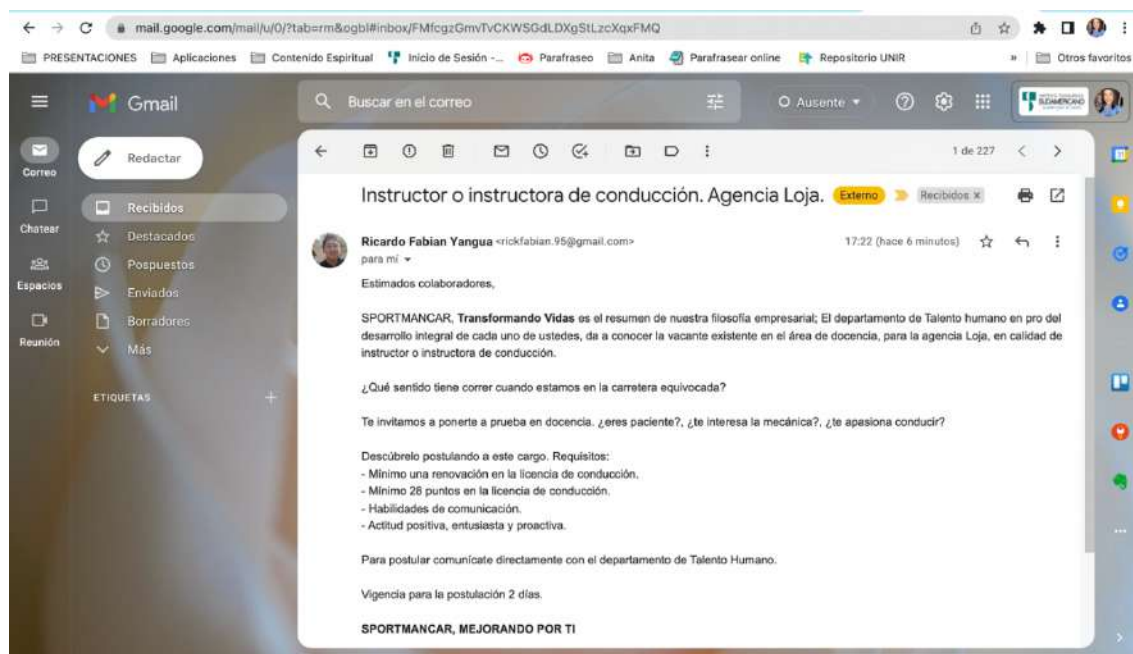 mail.google.com/mail/u/0/?tab=rm&ogbl#inbox/FMfcgzGmvTvCKWSGdLDXgStLzcXqxFMQ
PRESENTACIONES Aplicaciones Contenido Espiritual Inicio de Sesión -... Parafraseo Anita Parafrasear online Repositorio UNIR » Otros favoritos
Gmail
Buscar en el correo
Ausente
SUDAMERICANO
Correo
Chatear
Espacios
Reunión
Redactar
Recibidos
Destacados
Pospuestos
Enviados
Borradores
Más
ETIQUETAS
1 de 227
Instructor o instructora de conducción. Agencia Loja. Externo Recibidos x
Ricardo Fabian Yangua <rickfabian.95@gmail.com> 17:22 (hace 6 minutos)
para mí
Estimados colaboradores,
SPORTMANCAR, Transformando Vidas es el resumen de nuestra filosofía empresarial; El departamento de Talento humano en pro del
desarrollo integral de cada uno de ustedes, da a conocer la vacante existente en el área de docencia, para la agencia Loja, en calidad de
instructor o instructora de conducción.
¿Qué sentido tiene correr cuando estamos en la carretera equivocada?
Te invitamos a ponerte a prueba en docencia. ¿eres paciente?, ¿te interesa la mecánica?, ¿te apasiona conducir?
Descúbrelo postulando a este cargo. Requisitos:
- Mínimo una renovación en la licencia de conducción.
- Mínimo 28 puntos en la licencia de conducción.
- Habilidades de comunicación.
- Actitud positiva, entusiasta y proactiva.
Para postular comunícate directamente con el departamento de Talento Humano.
Vigencia para la postulación 2 días.
SPORTMANCAR, MEJORANDO POR TI